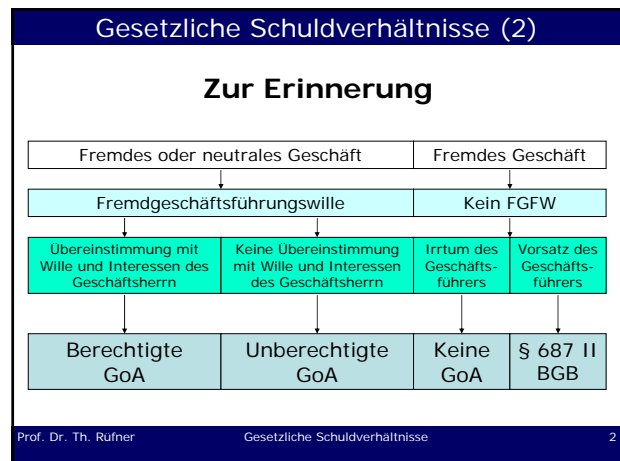 Gesetzliche Schuldverhältnisse (2)
Zur Erinnerung
Fremdes oder neutrales Geschäft
Fremdes Geschäft
Fremdgeschäftsführungswille
Kein FGFW
Übereinstimmung mit
Wille und Interessen des
Geschäftsherrn
Keine Übereinstimmung
mit Wille und Interessen
des Geschäftsherrn
Irrtum des
Geschäfts-
führers
Vorsatz des
Geschäfts-
führers
Berechtigte
GoA
Unberechtigte
GoA
Keine
GoA
§ 687 II
BGB
Prof. Dr. Th. Rüfner
Gesetzliche Schuldverhältnisse
2